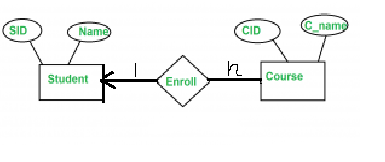 SID Name CID C_name
1 n
Student Enroll Course